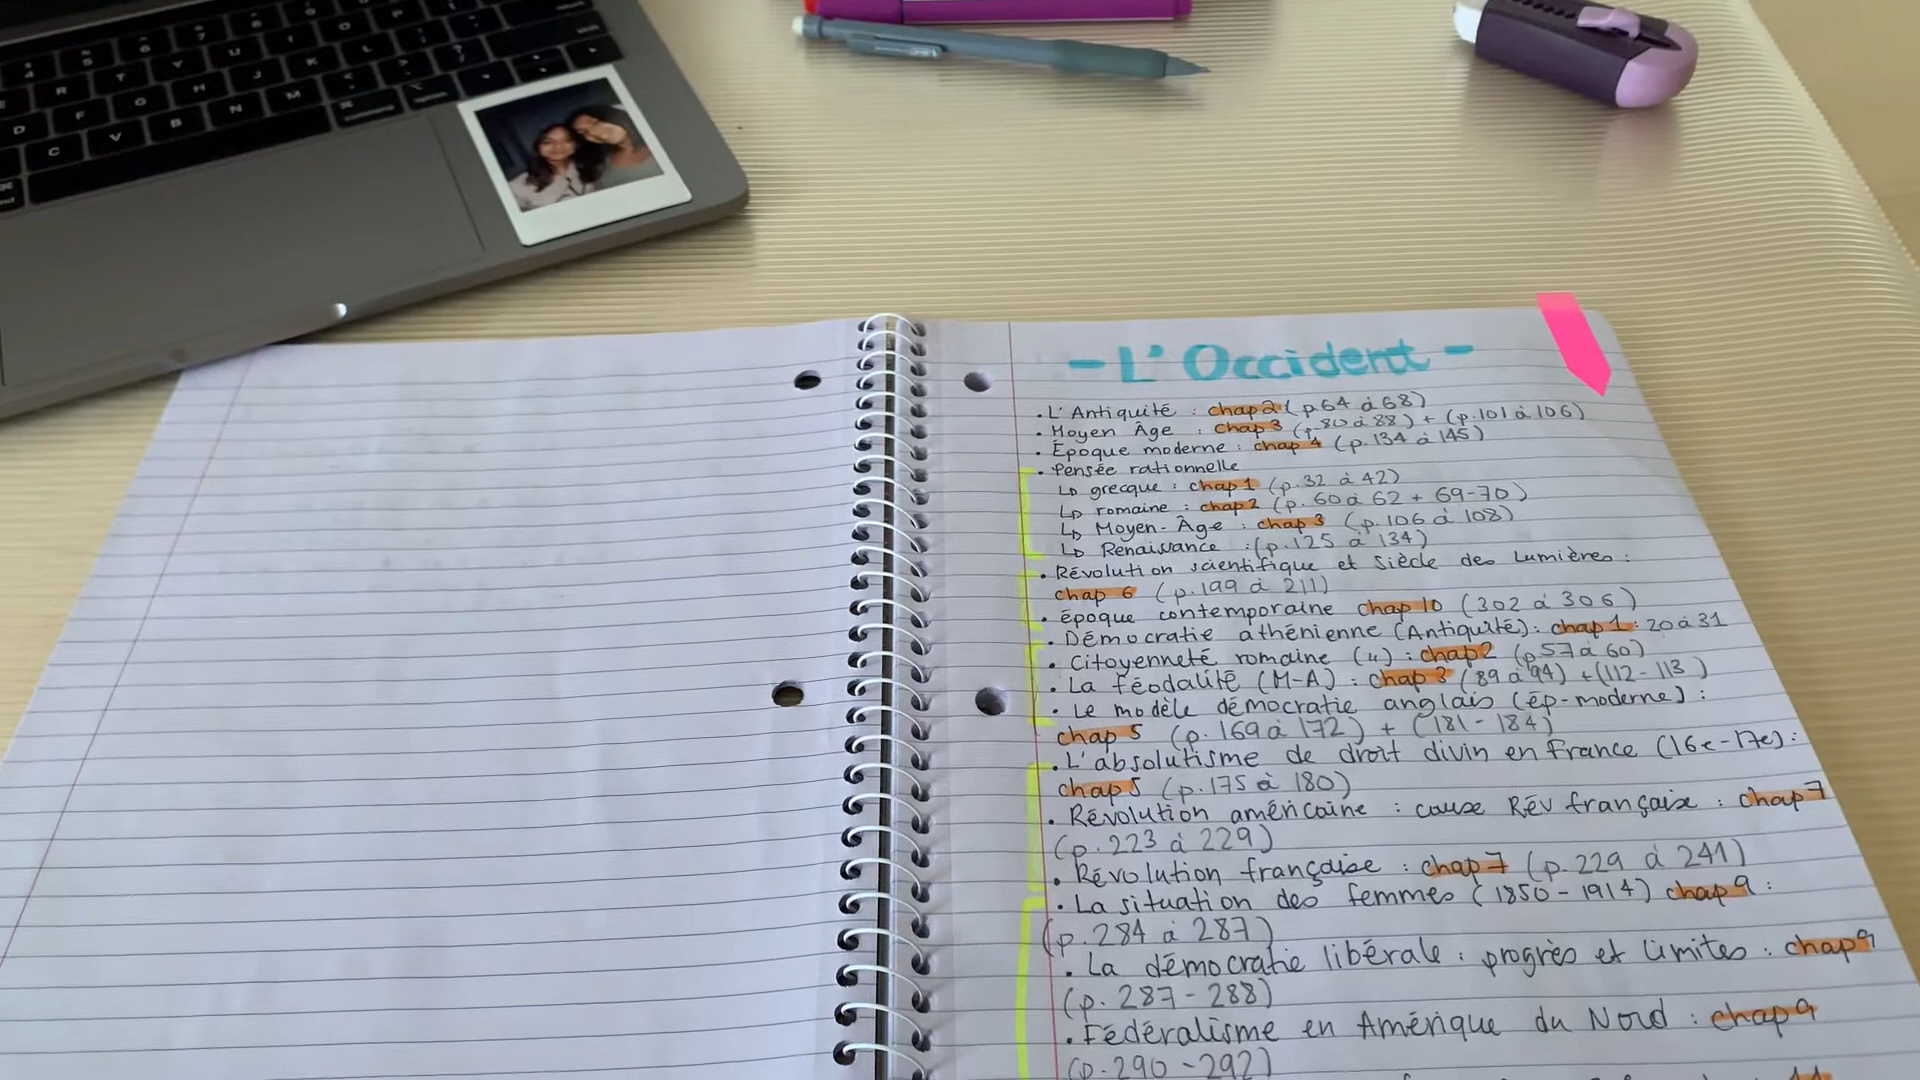 - L'Occident -
. L'Antiquité : chap 2 (p.64 à 68)
. Moyen Âge : chap 3 (p.80 à 88) + (p.101 à 106)
. Époque moderne : chap 4 (p.134 à 145)
. Pensée rationnelle
↳ grecque : chap 1 (p.32 à 42)
↳ romaine : chap 2 (p. 60 à 62 + 69-70)
↳ Moyen-Âge : chap 3 (p.106 à 108)
↳ Renaissance : (p.125 à 134)
. Révolution scientifique et siècle des Lumières :
chap 6 (p.199 à 211)
. époque contemporaine chap 10 (302 à 306)
. Démocratie athénienne (Antiquité) : chap 1 : 20 à 31
. Citoyenneté romaine (") : chap 2 (p.57 à 60)
. La féodalité (M-A) : chap 3 (89 à 94) + (112-113)
. Le modèle démocratie anglais (ép-moderne) :
chap 5 (p. 169 à 172) + (181 - 184)
. L'absolutisme de droit divin en France (16e-17e) :
chap 5 (p.175 à 180)
. Révolution américaine : cause Rév française : chap 7
(p.223 à 229)
. Révolution française : chap 7 (p.229 à 241)
. La situation des femmes (1850-1914) chap 9 :
(p.284 à 287)
. La démocratie libérale : progrès et limites : chap 9
(p. 287-288)
. Fédéralisme en Amérique du Nord : chap 9
(p.290-292)